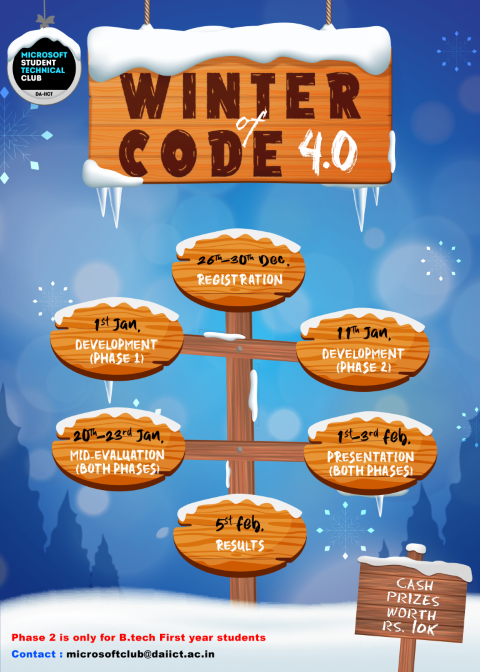 MICROSOFT
STUDENT
TECHNICAL
CLUB
DA-IICT
WINTER
of
CODE 4.0
26Th-30Th Dec.
REGISTRATION
1st Jan.
DEVELOPMENT
(PHASE 1)
11Th Jan.
DEVELOPMENT
(PHASE 2)
20Th-23rd Jan.
MID EVALUATION
(BOTH PHASES)
1st-3rd feb.
PRESENTATION
(BOTH PHASES)
5st feb.
RESULTS
CASH
PRIZES
WORTH
RS. 10K
Phase 2 is only for B.tech First year students
Contact : microsoftclub@daiict.ac.in